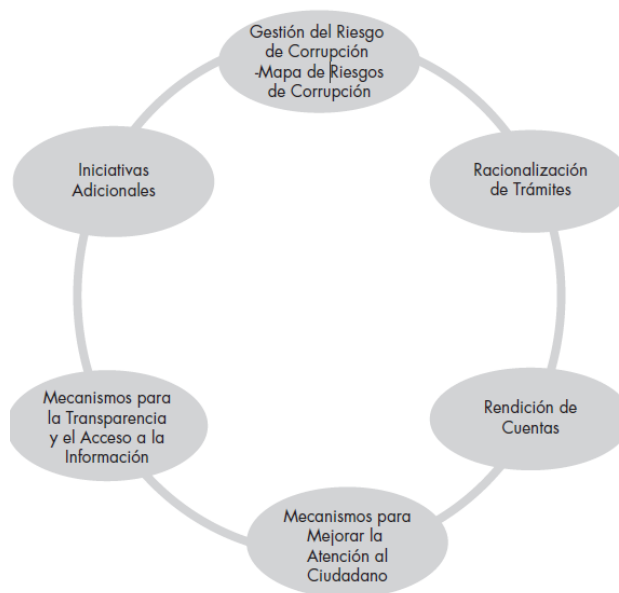 Gestión del Riesgo
de Corrupción
-Mapa de Riesgos
de Corrupción
Racionalización
de Trámites
Rendición de
Cuentas
Mecanismos para
Mejorar la
Atención al
Ciudadano
Mecanismos para
la Transparencia
y el Acceso a la
Información
Iniciativas
Adicionales